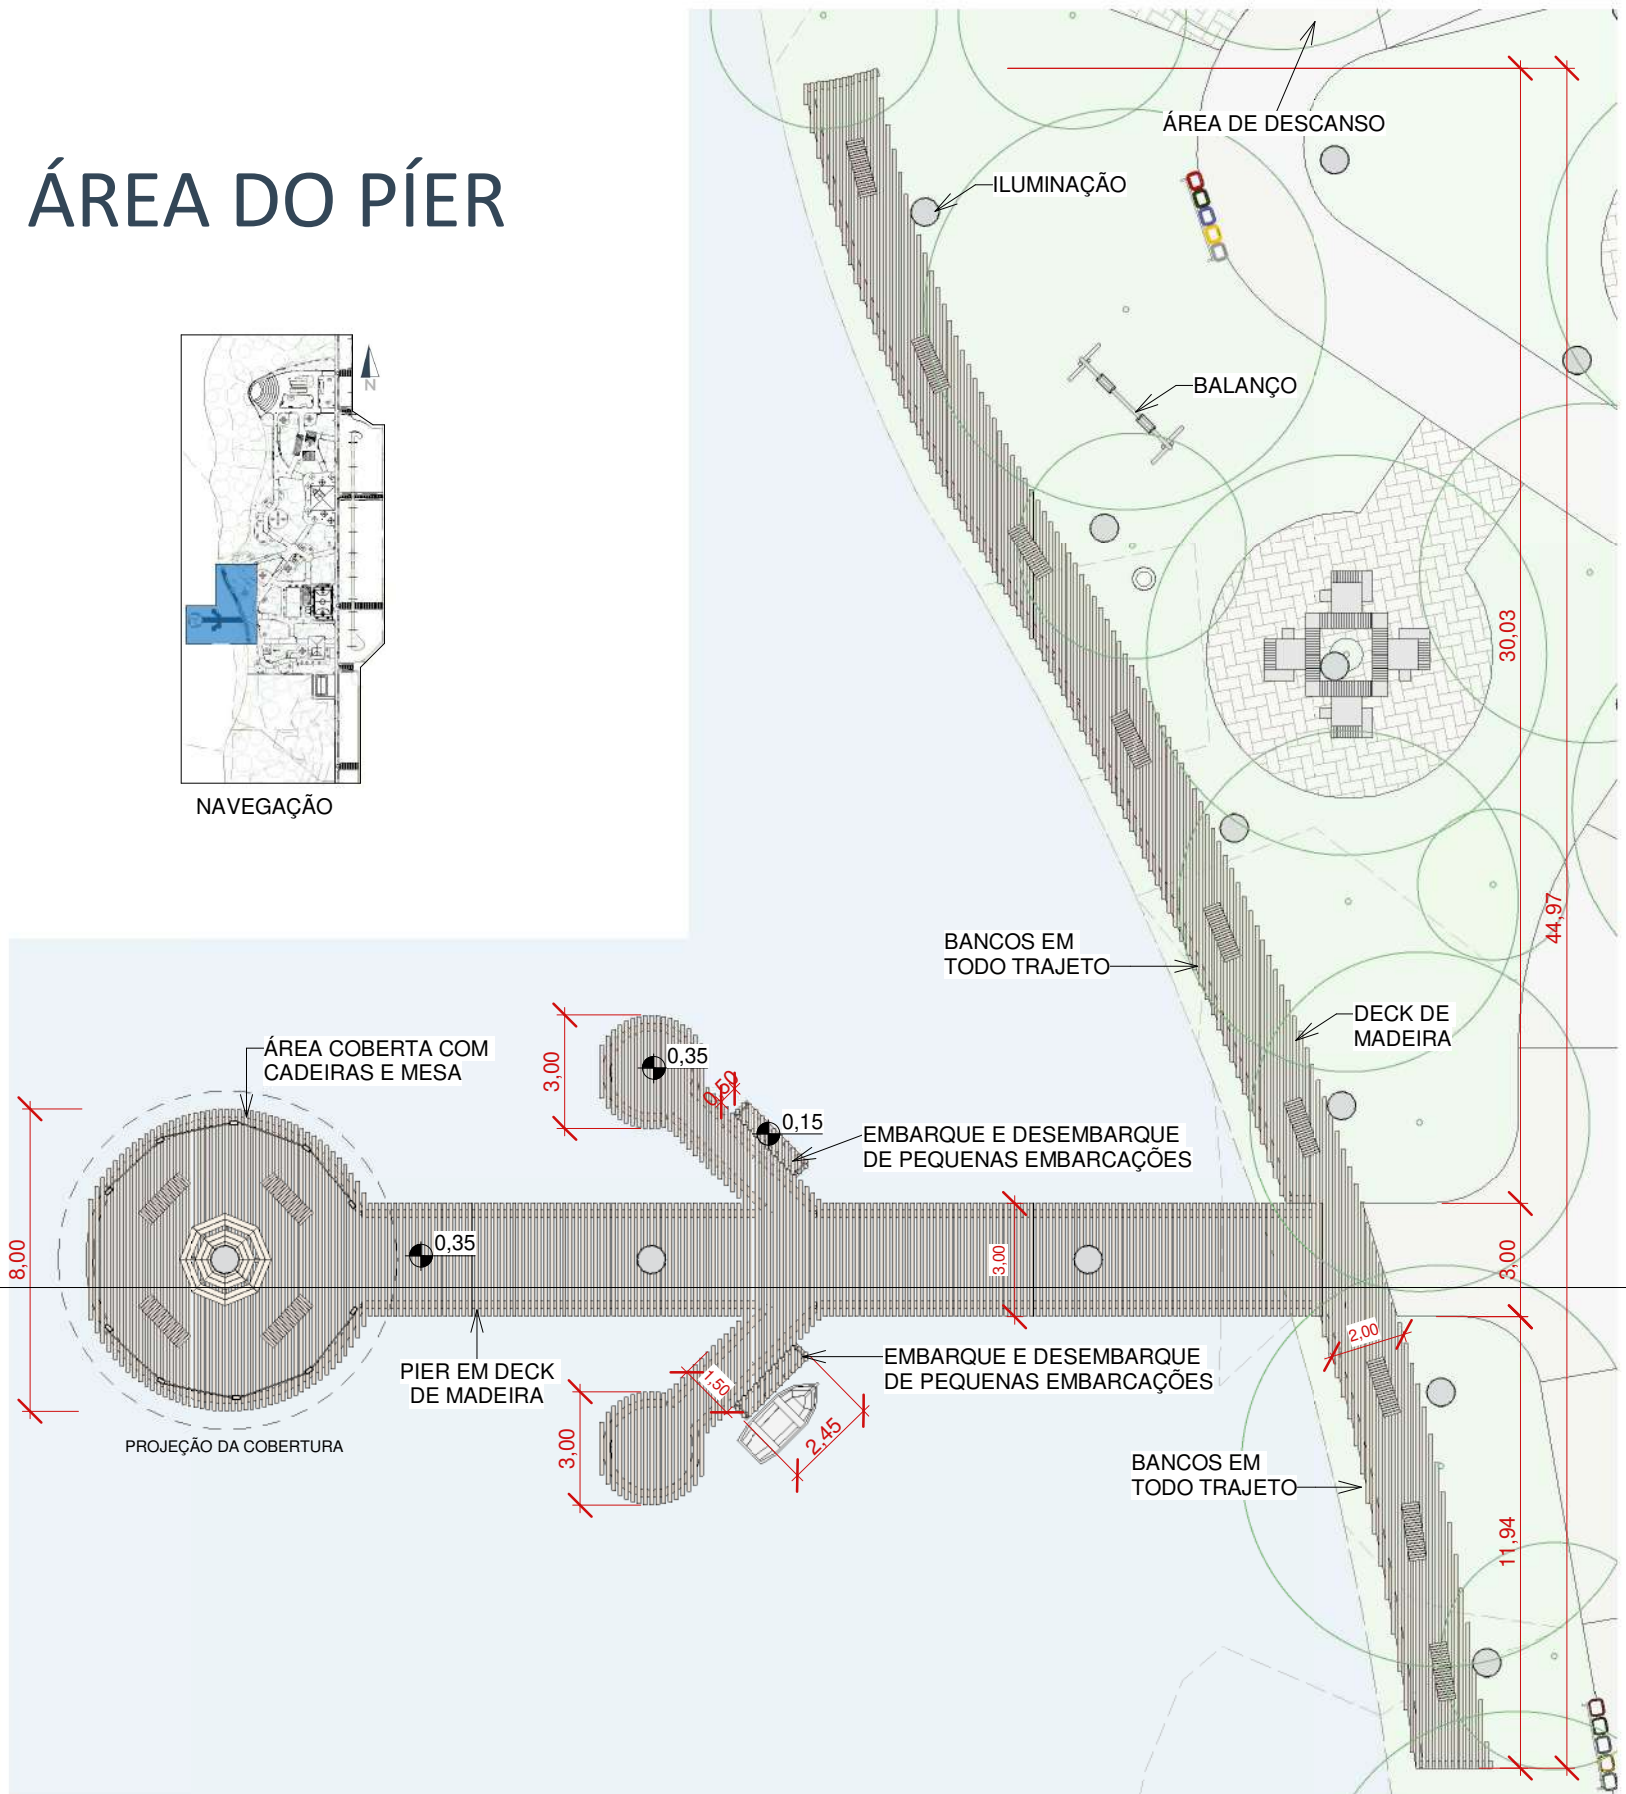 ÁREA DO PÍER
N
NAVEGAÇÃO
ÁREA DE DESCANSO
ILUMINAÇÃO
BALANÇO
30,03
44,97
BANCOS EM
TODO TRAJETO
DECK DE
MADEIRA
ÁREA COBERTA COM
CADEIRAS E MESA
3,00
0,35
0,50
0,15
EMBARQUE E DESEMBARQUE
DE PEQUENAS EMBARCAÇÕES
8,00
0,35
3,00
3,00
2,00
PIER EM DECK
DE MADEIRA
1,50
EMBARQUE E DESEMBARQUE
DE PEQUENAS EMBARCAÇÕES
PROJEÇÃO DA COBERTURA
3,00
2,45
BANCOS EM
TODO TRAJETO
11,94